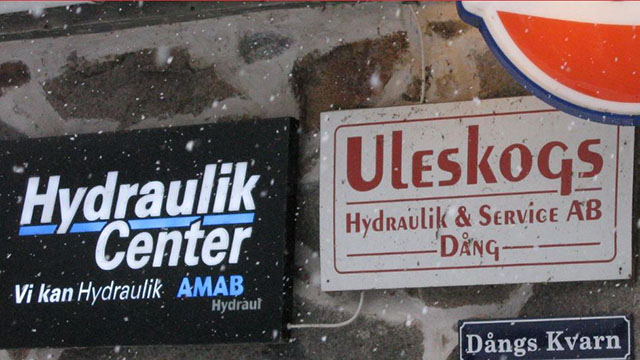 Hydraulik
Center
Vi kan Hydraulik AMAB
Hydraul
Uleskogs
Hydraulik & Service AB
Dång
Dångs Kvarn